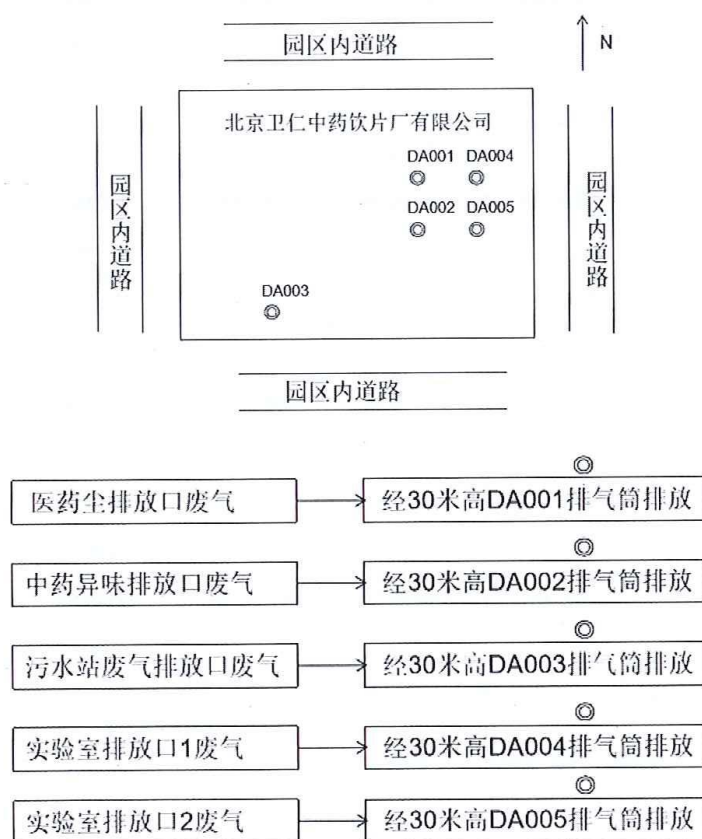 园区内道路
N
北京卫仁中药饮片厂有限公司
DA001 DA004
DA002 DA005
DA003
园区内道路
园区内道路
园区内道路
医药尘排放口废气
经30米高DA001排气筒排放
中药异味排放口废气
经30米高DA002排气筒排放
污水站废气排放口废气
经30米高DA003排气筒排放
实验室排放口1废气
经30米高DA004排气筒排放
实验室排放口2废气
经30米高DA005排气筒排放